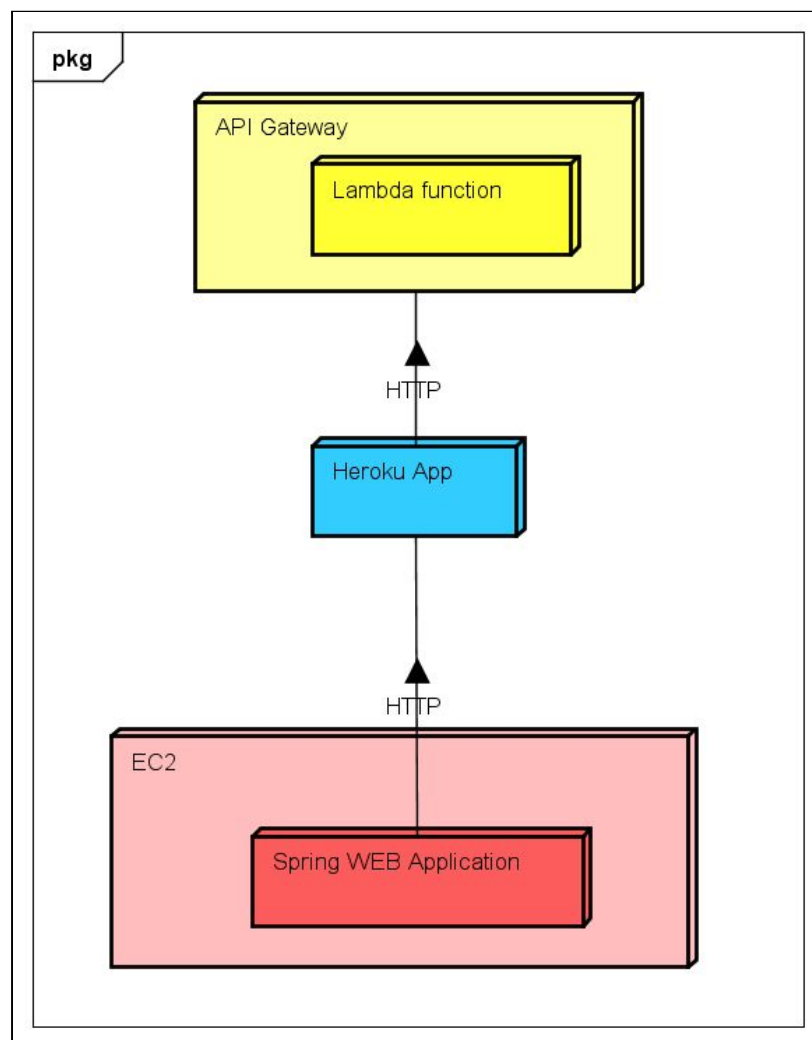 pkg
API Gateway
Lambda function
HTTP
Heroku App
HTTP
EC2
Spring WEB Application